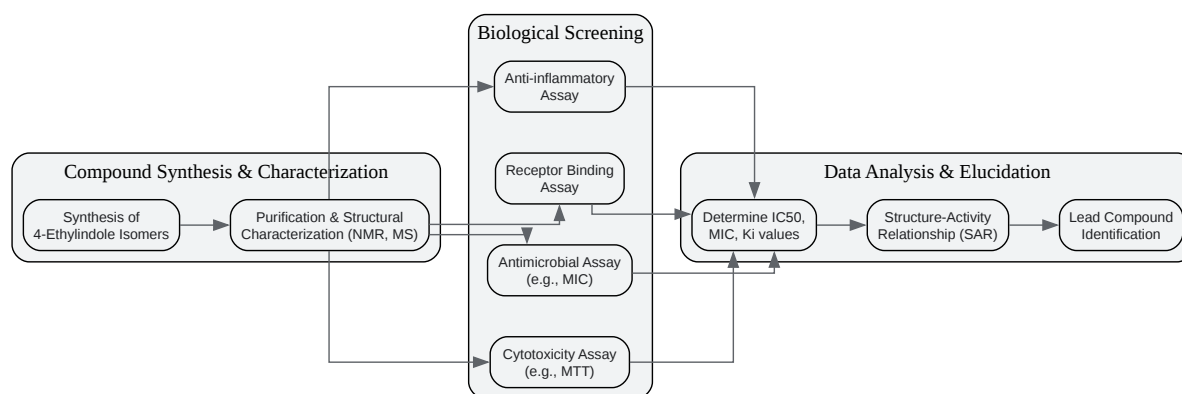 Compound Synthesis & Characterization
Synthesis of
4-Ethylindole Isomers
Purification & Structural
Characterization (NMR, MS)
Biological Screening
Anti-inflammatory
Assay
Receptor Binding
Assay
Antimicrobial Assay
(e.g., MIC)
Cytotoxicity Assay
(e.g., MTT)
Data Analysis & Elucidation
Determine IC50,
MIC, Ki values
Structure-Activity
Relationship (SAR)
Lead Compound
Identification